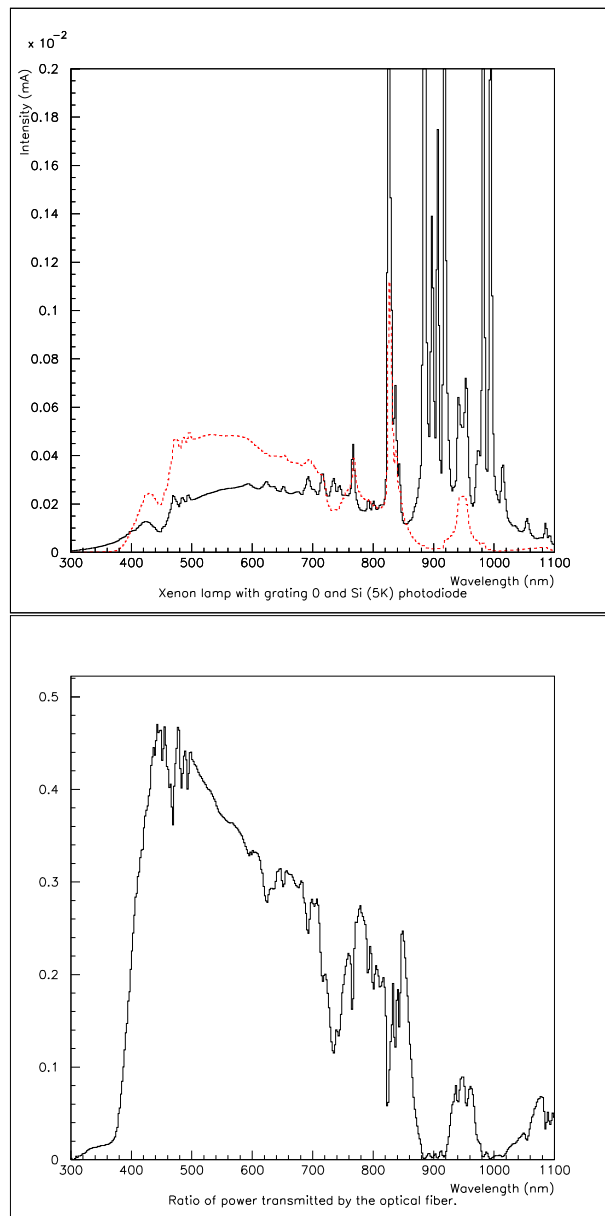 x 10⁻²
Intensity (mA)
0.2
0.18
0.16
0.14
0.12
0.1
0.08
0.06
0.04
0.02
0
300 400 500 600 700 800 900 1000 1100
Wavelength (nm)
Xenon lamp with grating 0 and Si (5K) photodiode
0.5
0.4
0.3
0.2
0.1
0
300 400 500 600 700 800 900 1000 1100
Wavelength (nm)
Ratio of power transmitted by the optical fiber.